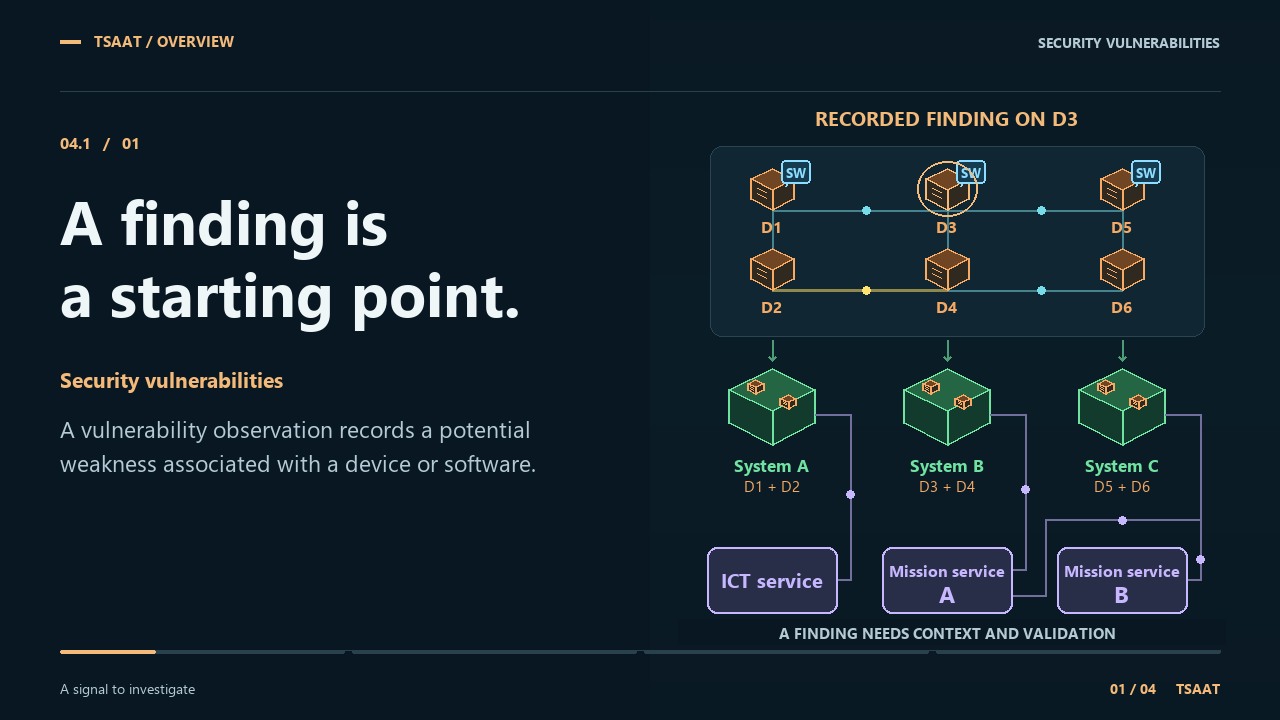 TSAAT / OVERVIEW
SECURITY VULNERABILITIES
04.1 / 01
A finding is
a starting point.
Security vulnerabilities
A vulnerability observation records a potential
weakness associated with a device or software.
RECORDED FINDING ON D3
SW
SW
SW
D1
D3
D5
D2
D4
D6
System A
System B
System C
D1 + D2
D3 + D4
D5 + D6
ICT service
Mission service
A
Mission service
B
A FINDING NEEDS CONTEXT AND VALIDATION
A signal to investigate
01 / 04
TSAAT